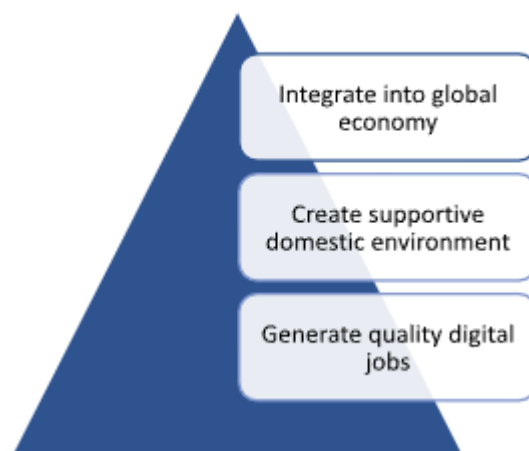 Integrate into global
economy
Create supportive
domestic environment
Generate quality digital
jobs